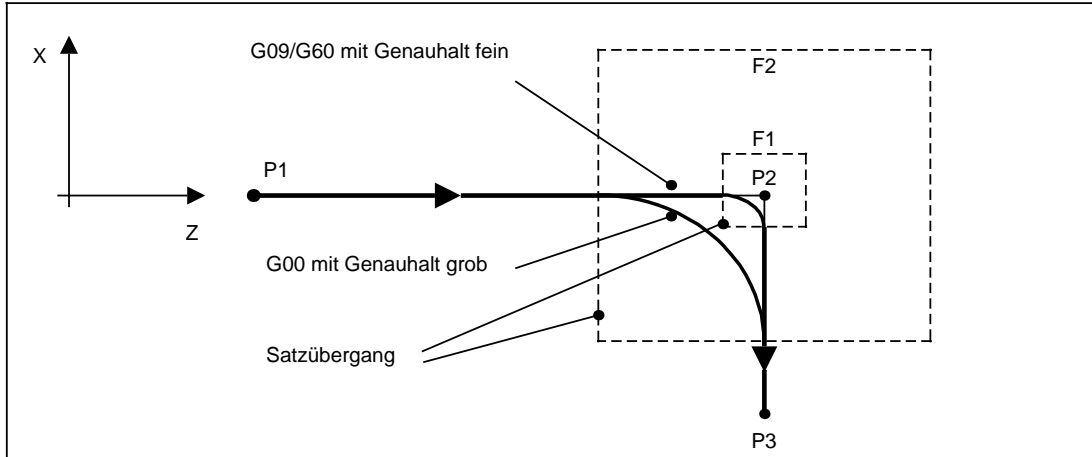 G09/G60 mit Genauhalt fein
X
F2
F1
P1
P2
Z
G00 mit Genauhalt grob
Satzübergang
P3